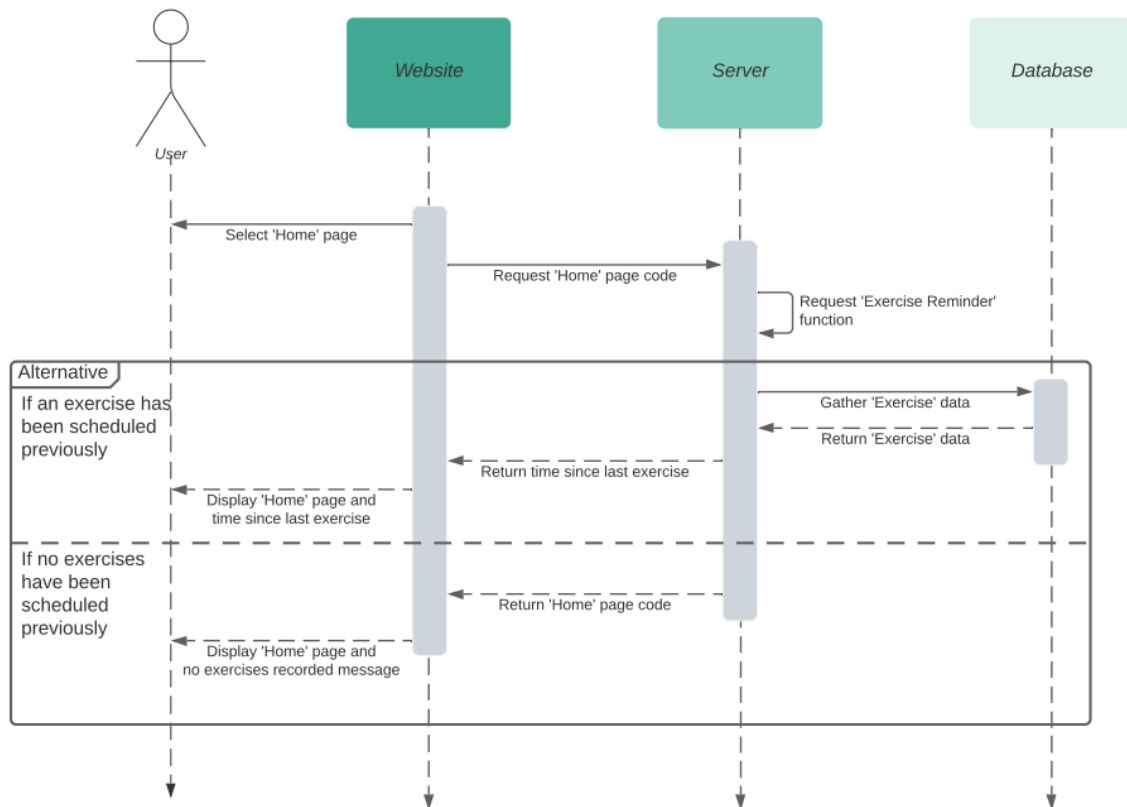 Website
Server
Database
User
Select 'Home' page
Request 'Home' page code
Request 'Exercise Reminder'
function
Alternative
If an exercise has
been scheduled
previously
Gather 'Exercise' data
Return 'Exercise' data
Return time since last exercise
Display 'Home' page and
time since last exercise
If no exercises
have been
scheduled
previously
Return 'Home' page code
Display 'Home' page and
no exercises recorded message